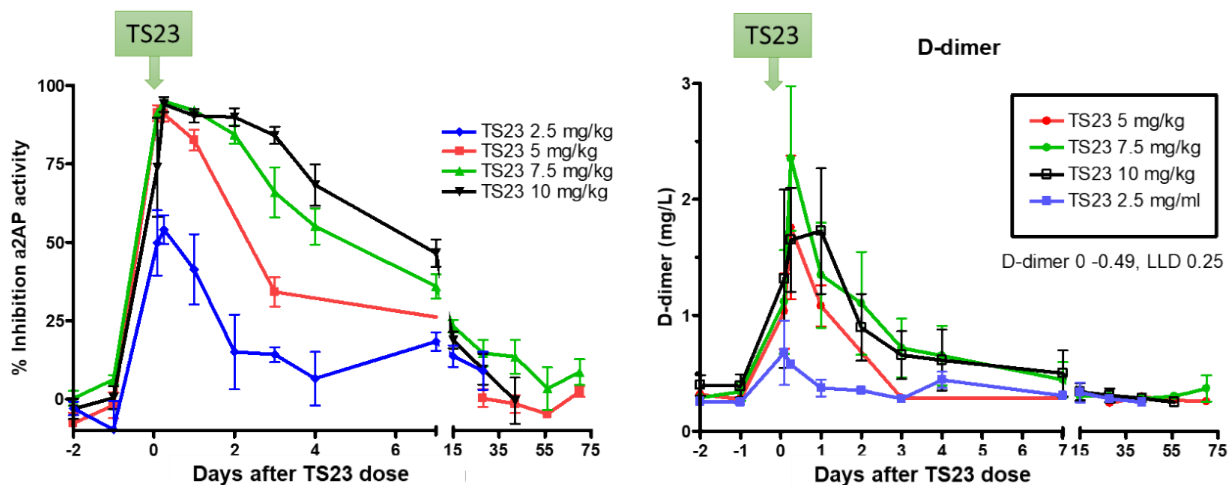 TS23
% Inhibition a2AP activity
100
75
50
25
0
-2
0
2
4
6
15
35
55
75
Days after TS23 dose
TS23 2.5 mg/kg
TS23 5 mg/kg
TS23 7.5 mg/kg
TS23 10 mg/kg
TS23
D-dimer
D-dimer (mg/L)
3
2
1
0
-2
-1
0
1
2
3
4
5
6
7
15
35
55
75
Days after TS23 dose
TS23 5 mg/kg
TS23 7.5 mg/kg
TS23 10 mg/kg
TS23 2.5 mg/ml
D-dimer 0 -0.49, LLD 0.25